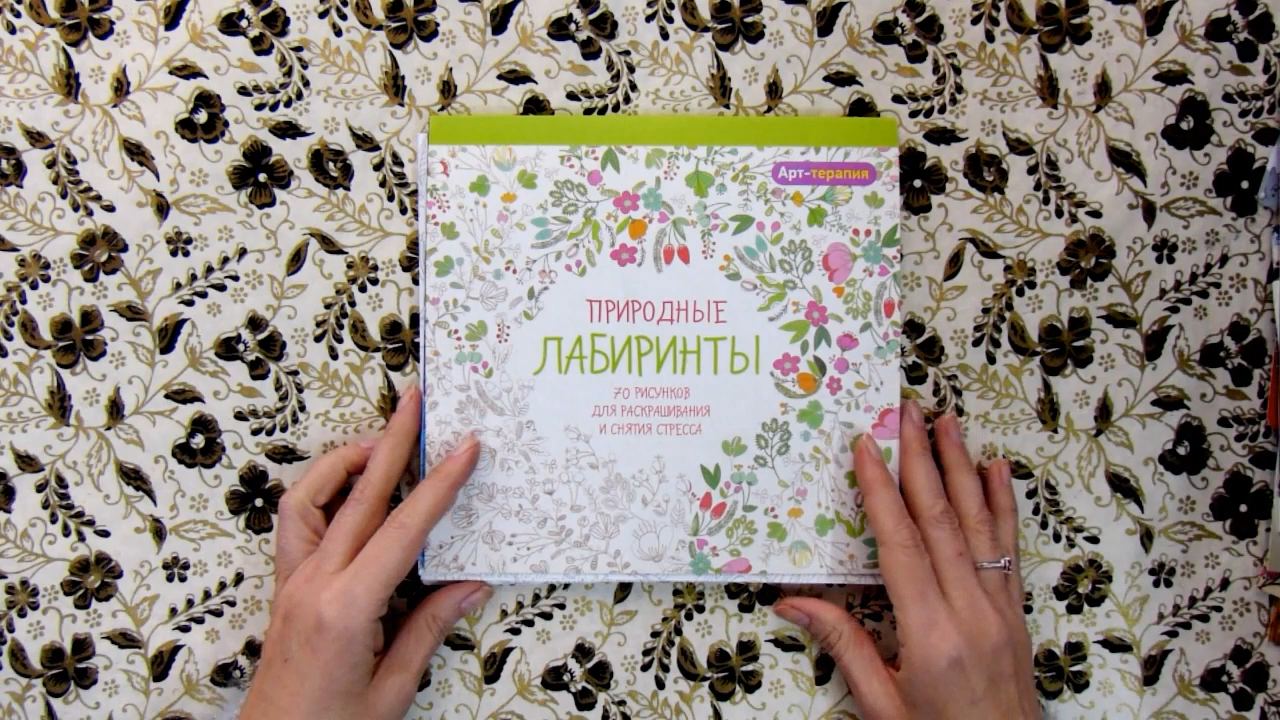 Арт-терапия
ПРИРОДНЫЕ
ЛАБИРИНТЫ
70 РИСУНКОВ
ДЛЯ РАСКРАШИВАНИЯ
И СНЯТИЯ СТРЕССА